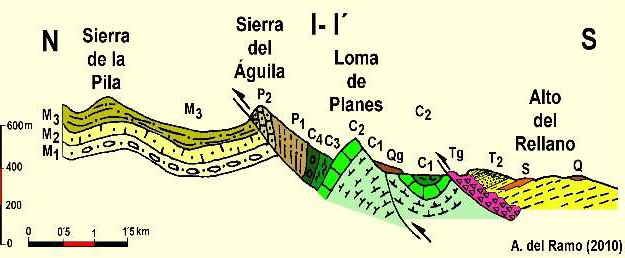 I- I´
N
S
Sierra
de la
Pila
Sierra
del
Águila
Loma
de
Planes
Alto
del
Rellano
M3
M2
M1
M3
P2
P1
C4 C3
C2
C1
Qg
C2
C1
Tg
T2
S
Q
600m
400
200
0
0 0'5 1 1'5 km
A. del Ramo (2010)